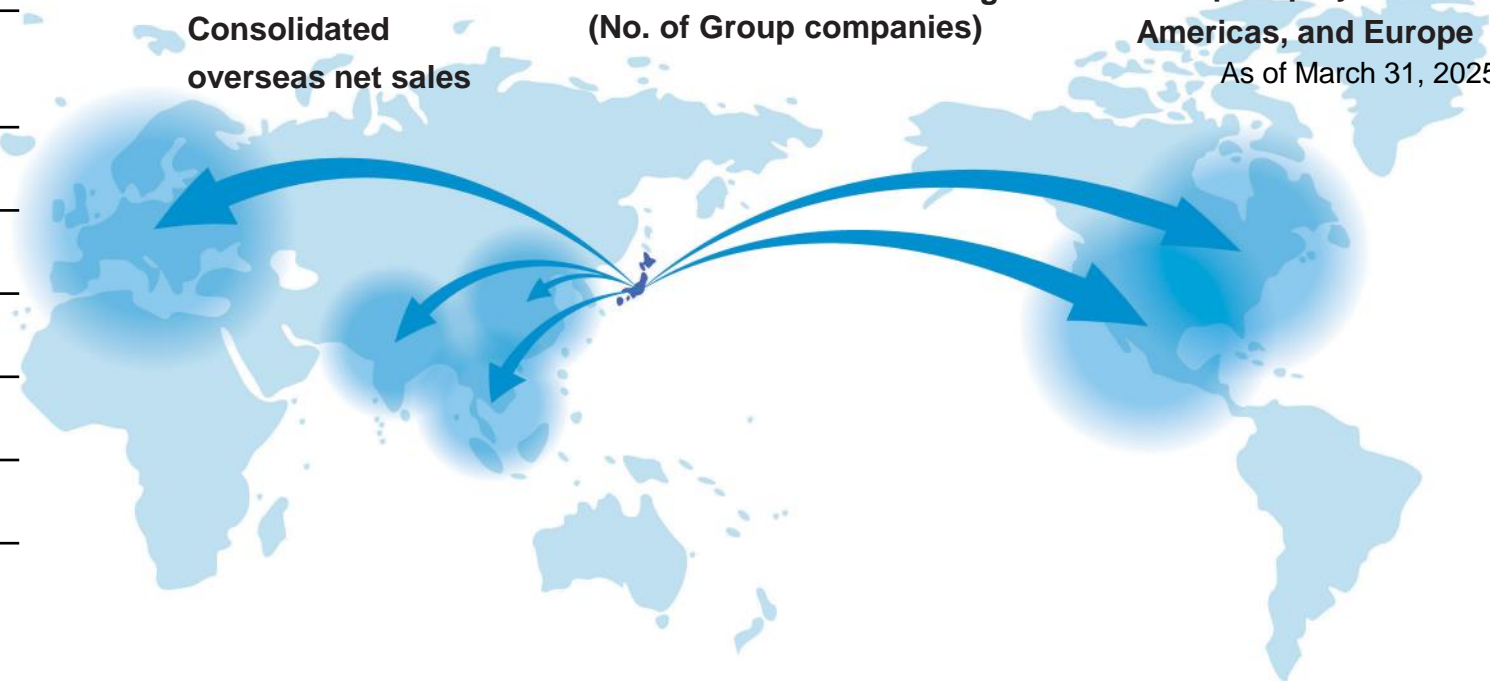 Consolidated
overseas net sales
(No. of Group companies)
Americas, and Europe
As of March 31, 2025